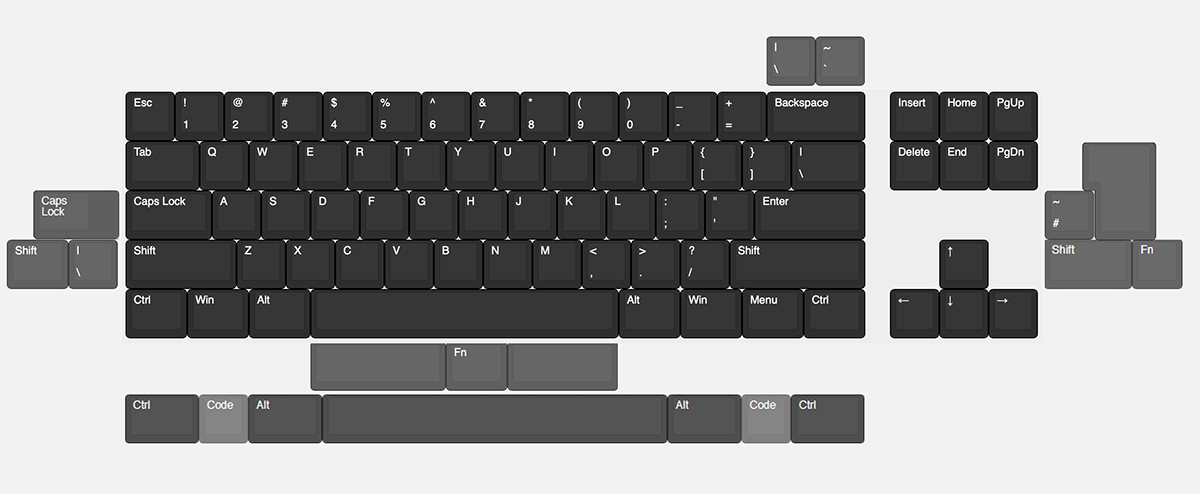 | ~
\ `
Esc ! @ # $ % ^ & * ( ) _ + Backspace Insert Home PgUp
1 2 3 4 5 6 7 8 9 0 - =
Tab Q W E R T Y U I O P { } | Delete End PgDn
[ ] \
Caps Caps Lock A S D F G H J K L : " Enter ~
Lock ; ' #
Shift | Shift Z X C V B N M < > ? Shift ↑ Shift Fn
\ , . /
Ctrl Win Alt Alt Win Menu Ctrl ← ↓ →
Fn
Ctrl Code Alt Alt Code Ctrl